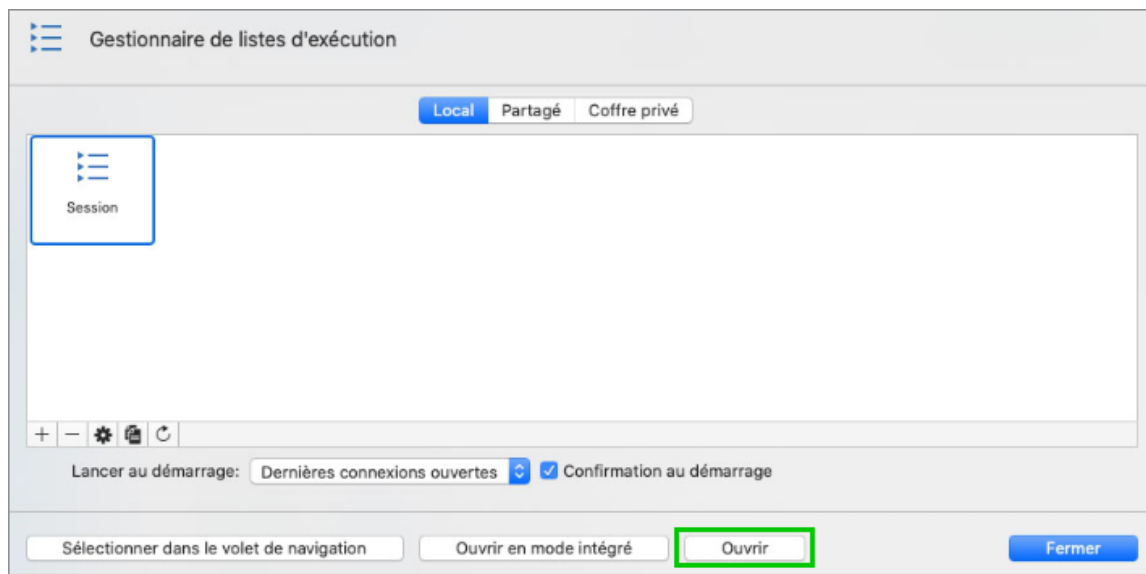 Gestionnaire de listes d'exécution
Local Partagé Coffre privé
Session
Lancer au démarrage: Dernières connexions ouvertes Confirmation au démarrage
Sélectionner dans le volet de navigation Ouvrir en mode intégré Ouvrir Fermer